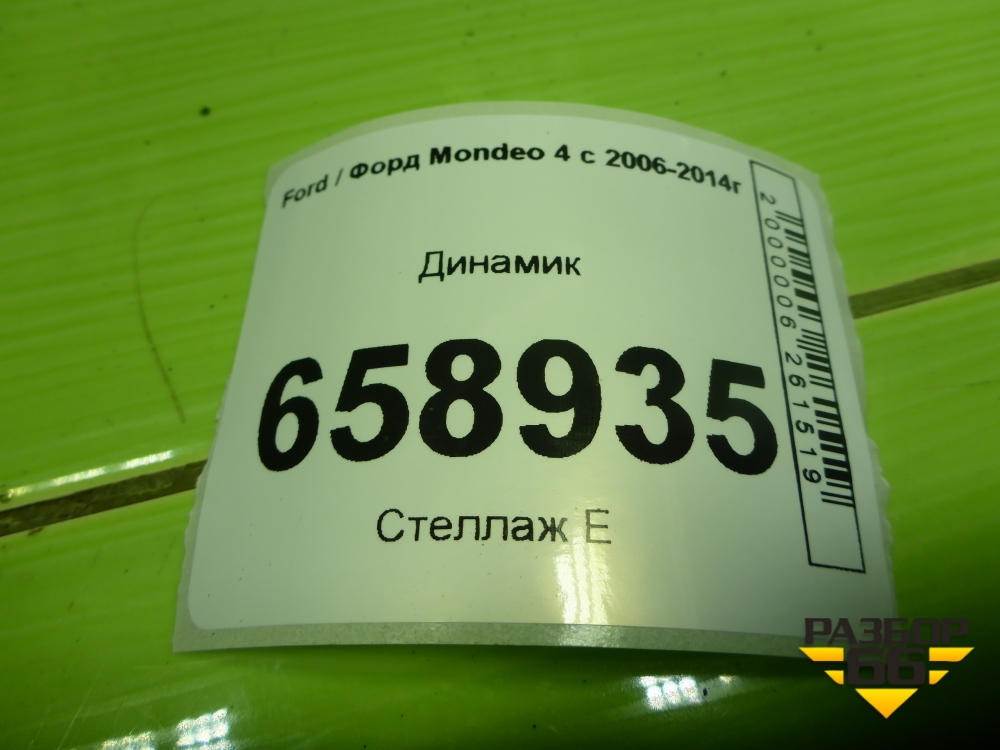 Ford / Форд Mondeo 4 с 2006-2014г
Динамик
658935
Стеллаж Е
2000006261519
РАЗБОР
66